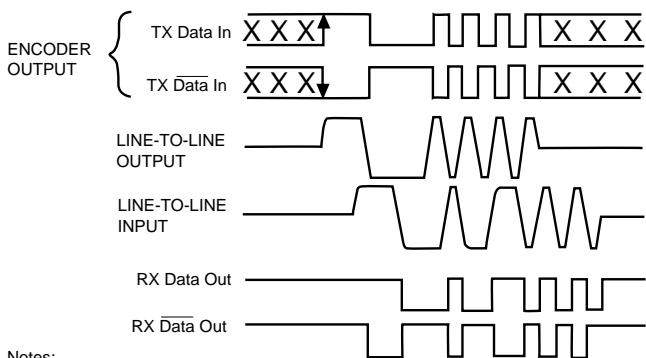 ENCODER
OUTPUT
TX Data In
X X X
X X X
TX Data In
X X X
X X X
LINE-TO-LINE
OUTPUT
LINE-TO-LINE
INPUT
RX Data Out
RX Data Out
Notes: